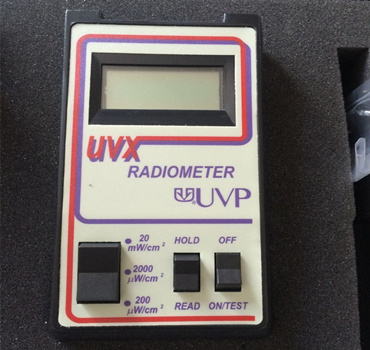 UVX
RADIOMETER
UVP
20
mW/cm²
2000
µW/cm²
200
µW/cm²
HOLD
OFF
READ
ON/TEST